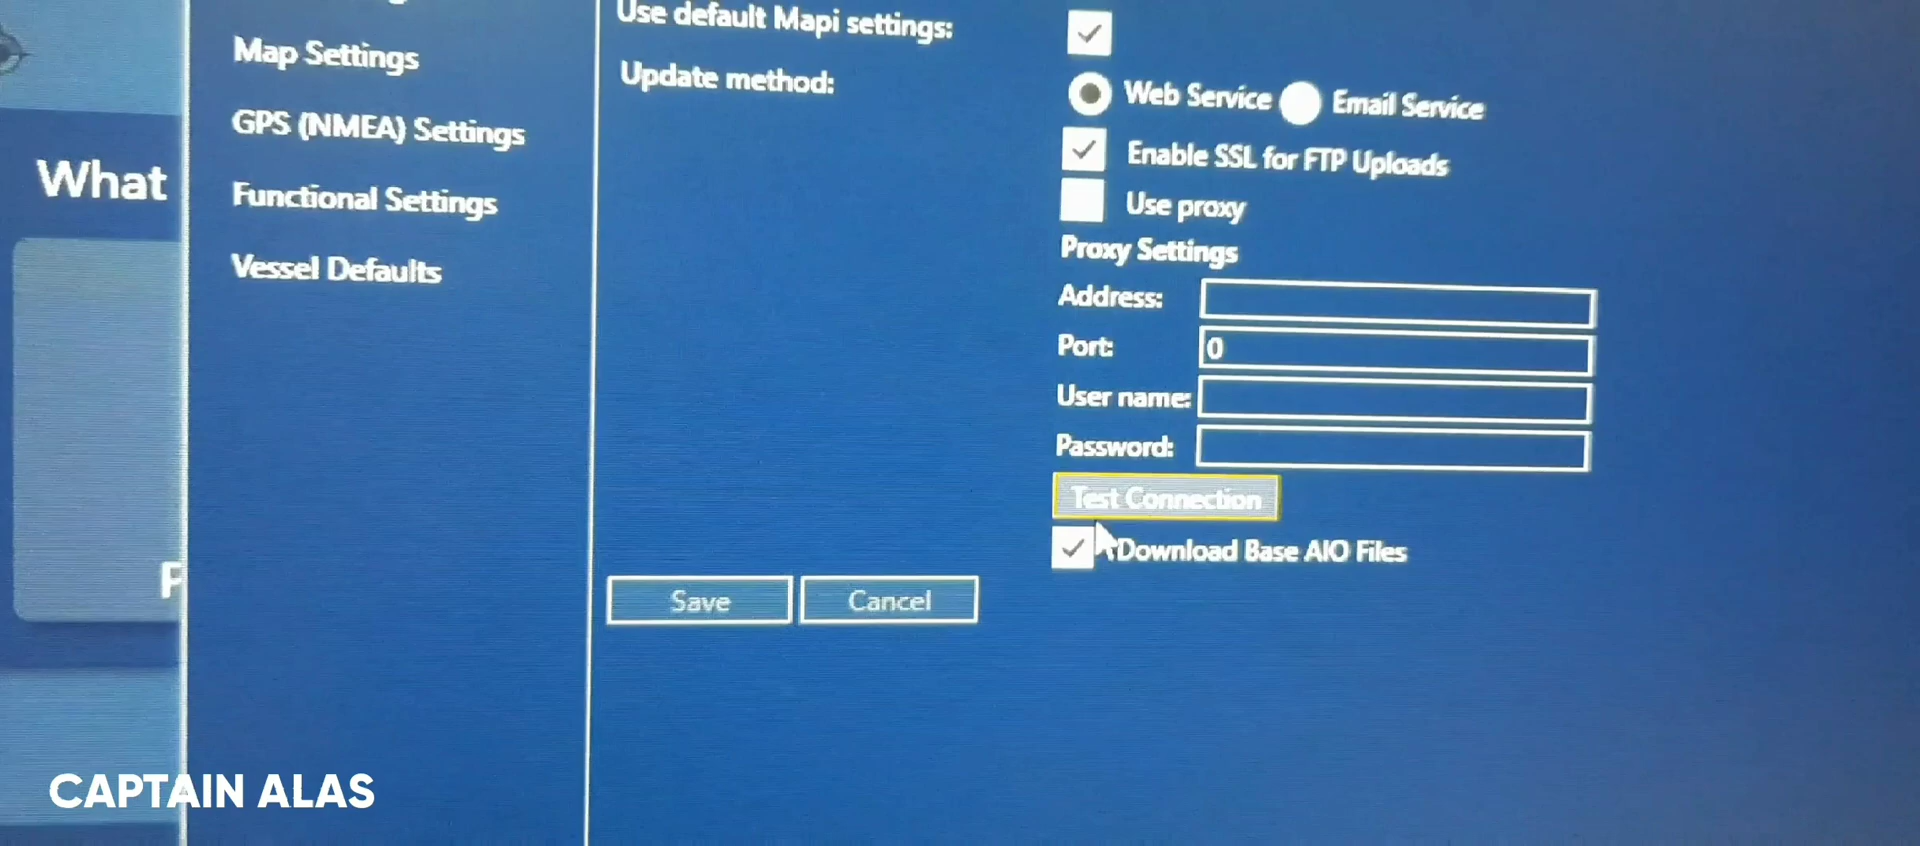 Use default Mapi settings:
Map Settings
Update method:
Web Service Email Service
GPS (NMEA) Settings
Enable SSL for FTP Uploads
What
Functional Settings
Use proxy
Proxy Settings
Vessel Defaults
Address:
Port: 0
User name:
Password:
Test Connection
Download Base AIO Files
Save Cancel
CAPTAIN ALAS